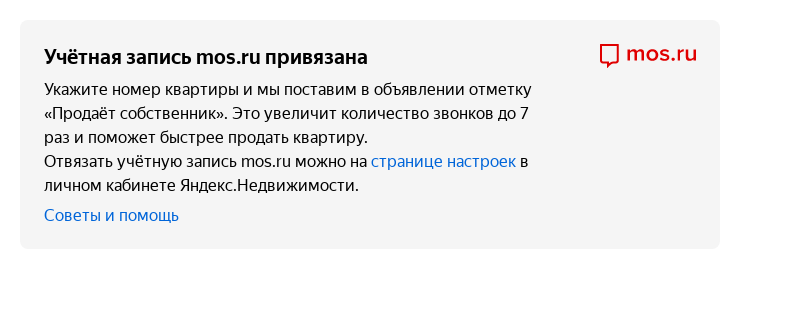 Учётная запись mos.ru привязана
mos.ru
Укажите номер квартиры и мы поставим в объявлении отметку
«Продаёт собственник». Это увеличит количество звонков до 7
раз и поможет быстрее продать квартиру.
Отвязать учётную запись mos.ru можно на странице настроек в
личном кабинете Яндекс.Недвижимости.
Советы и помощь